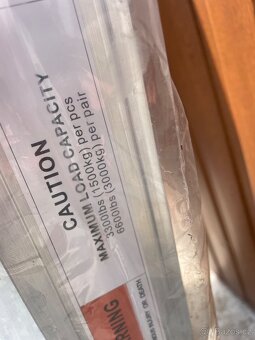 CAUTION
MAXIMUM LOAD CAPACITY
3300lbs (1500kg) per pcs
6600lbs (3000kg) per pair